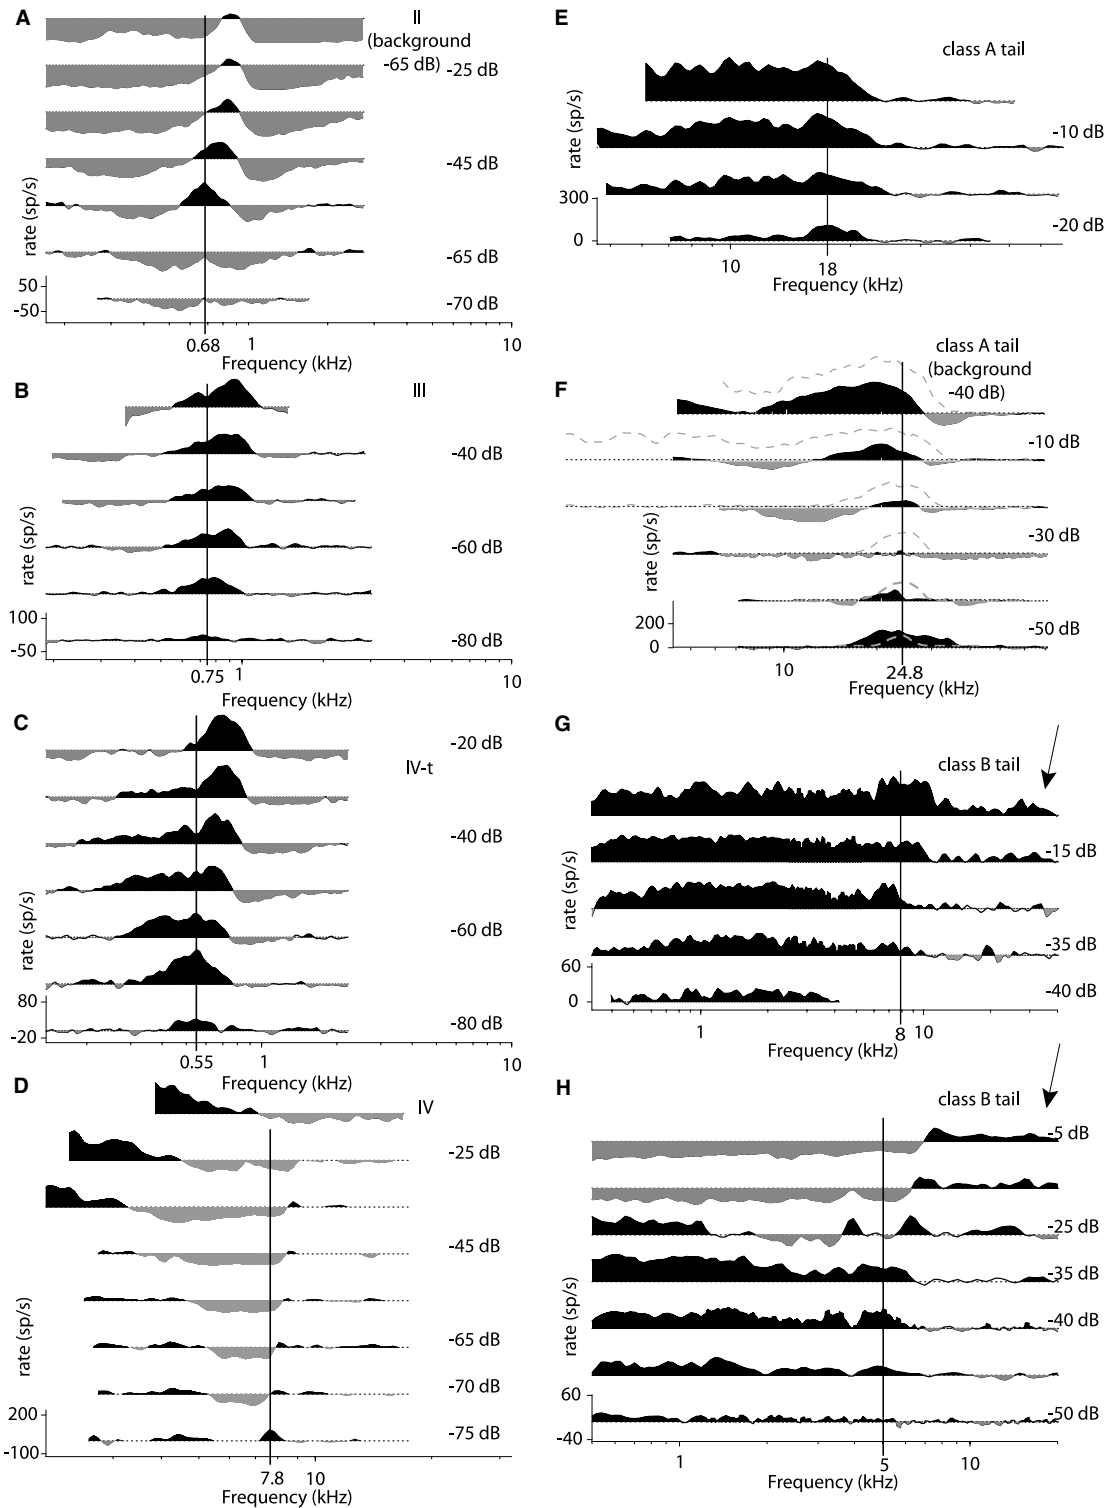 A
II
(background
-65 dB)
-25 dB
-45 dB
-65 dB
-70 dB
rate (sp/s)
50
-50
0.68
1
10
Frequency (kHz)
B
III
-40 dB
-60 dB
-80 dB
rate (sp/s)
100
-50
0.75
1
10
Frequency (kHz)
C
-20 dB
IV-t
-40 dB
-60 dB
-80 dB
rate (sp/s)
80
-20
0.55
1
10
Frequency (kHz)
D
IV
-25 dB
-45 dB
-65 dB
-70 dB
-75 dB
rate (sp/s)
200
-100
7.8
10
Frequency (kHz)
E
class A tail
-10 dB
-20 dB
rate (sp/s)
300
0
10
18
Frequency (kHz)
F
class A tail
(background
-40 dB)
-10 dB
-30 dB
-50 dB
rate (sp/s)
200
0
10
24.8
Frequency (kHz)
G
class B tail
-15 dB
-35 dB
-40 dB
rate (sp/s)
60
0
1
8
10
Frequency (kHz)
H
class B tail
-5 dB
-25 dB
-35 dB
-40 dB
-50 dB
rate (sp/s)
60
-40
1
5
10
Frequency (kHz)